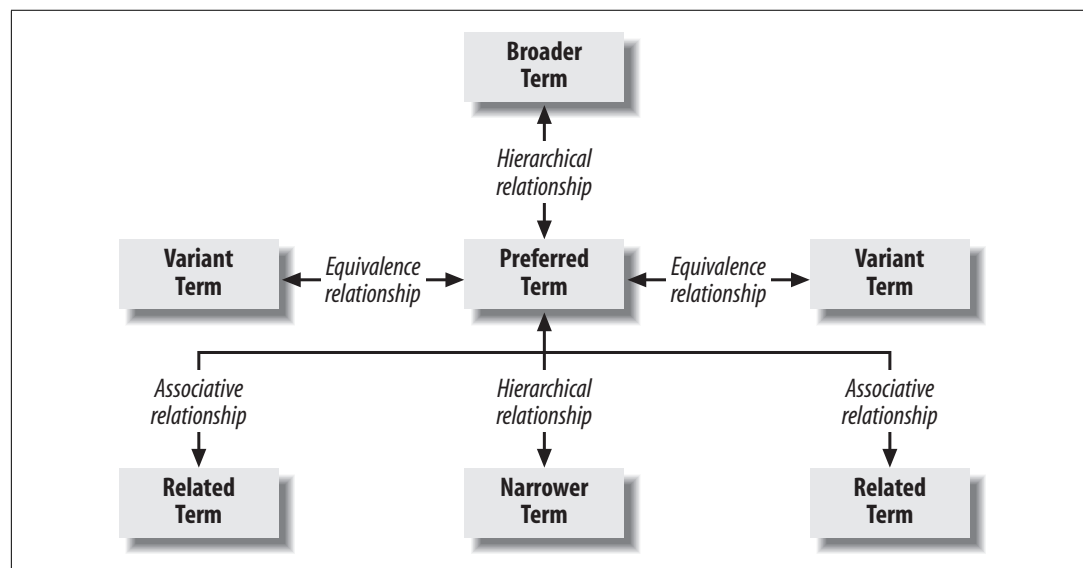 Broader
Term
Hierarchical
relationship
Variant
Term
Equivalence
relationship
Preferred
Term
Equivalence
relationship
Variant
Term
Associative
relationship
Hierarchical
relationship
Associative
relationship
Related
Term
Narrower
Term
Related
Term